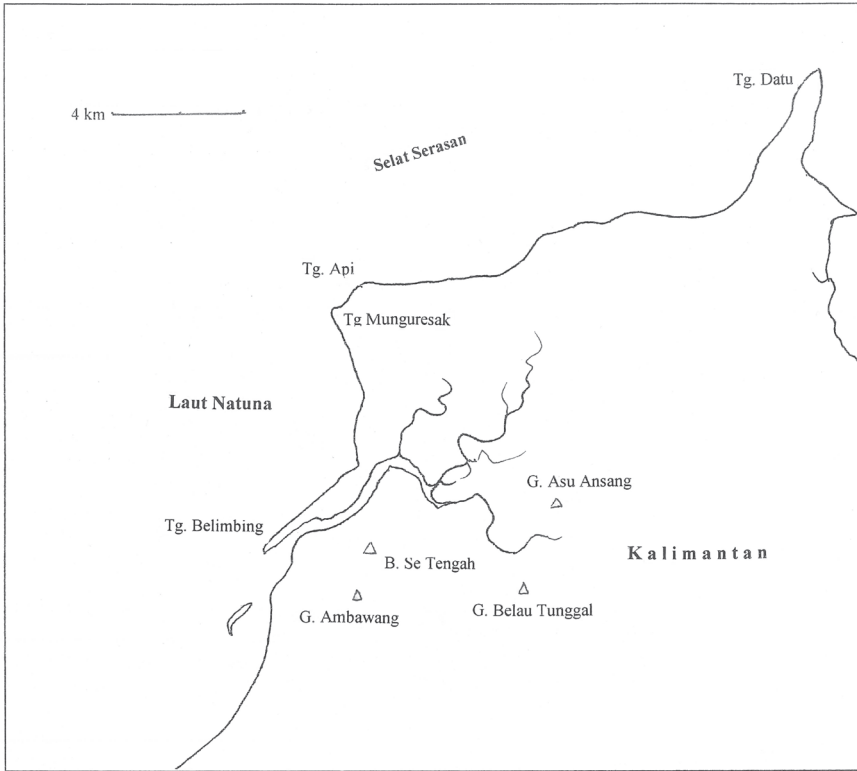 Tg. Datu
4 km
Selat Serasan
Tg. Api
Tg Munguresak
Laut Natuna
G. Asu Ansang
Tg. Belimbing
Kalimantan
B. Se Tengah
G. Ambawang
G. Belau Tunggal